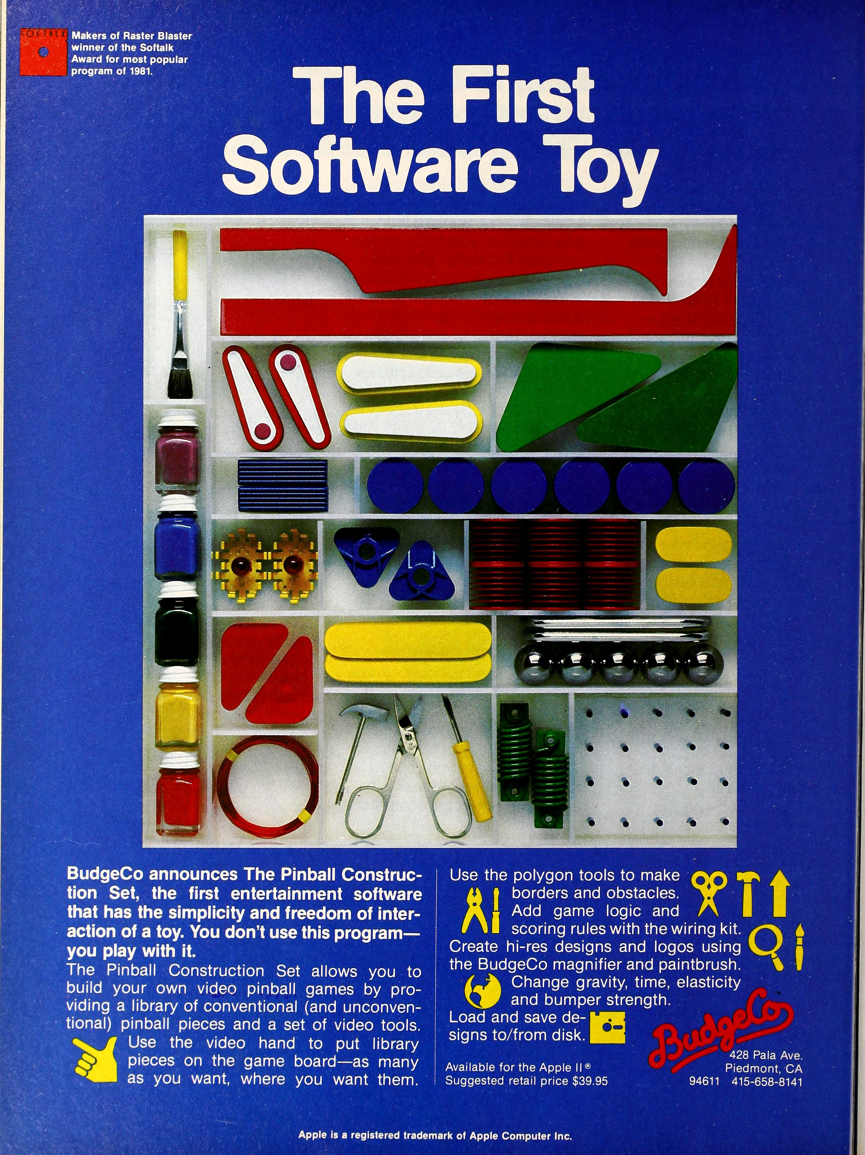 SOFTALK
Makers of Raster Blaster
winner of the Softalk
Award for most popular
program of 1981.
The First
Software Toy
BudgeCo announces The Pinball Construc-
tion Set, the first entertainment software
that has the simplicity and freedom of inter-
action of a toy. You don't use this program—
you play with it.
The Pinball Construction Set allows you to
build your own video pinball games by pro-
viding a library of conventional (and unconven-
tional) pinball pieces and a set of video tools.
Use the video hand to put library
pieces on the game board—as many
as you want, where you want them.
Use the polygon tools to make
borders and obstacles.
Add game logic and
scoring rules with the wiring kit.
Create hi-res designs and logos using
the BudgeCo magnifier and paintbrush.
Change gravity, time, elasticity
and bumper strength.
Load and save de-
signs to/from disk.
Available for the Apple II®
Suggested retail price $39.95
BudgeCo
428 Pala Ave.
Piedmont, CA
94611 415-658-8141
Apple is a registered trademark of Apple Computer Inc.